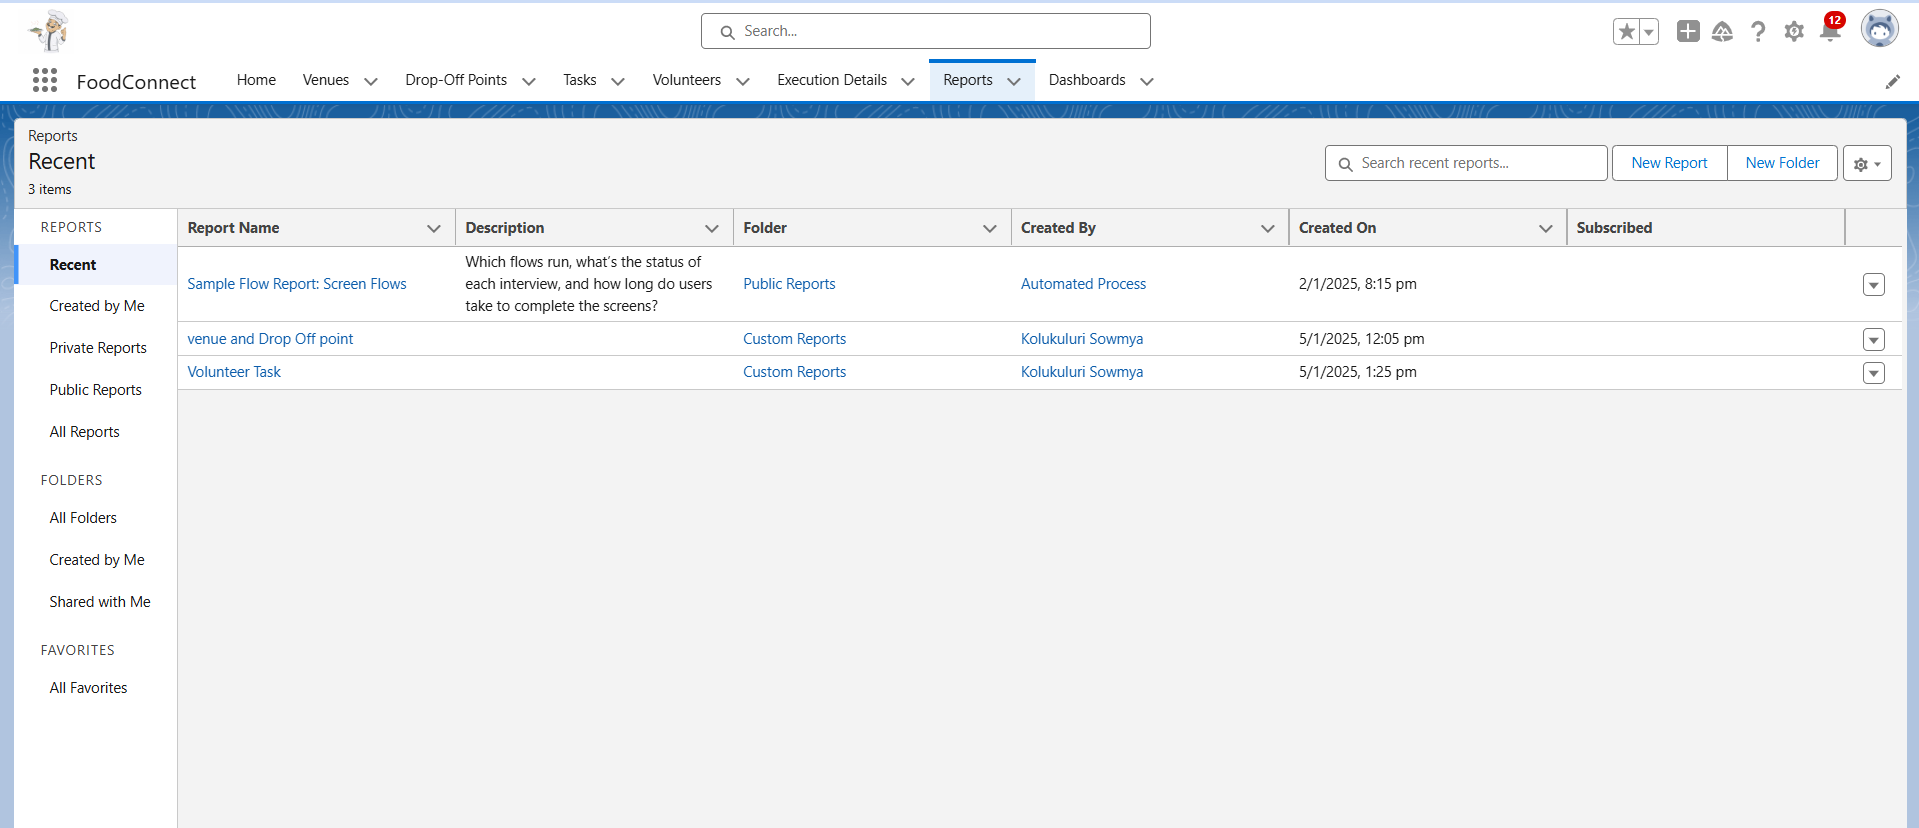 Search...
12
FoodConnect
Home
Venues
Drop-Off Points
Tasks
Volunteers
Execution Details
Reports
Dashboards
Reports
Recent
3 items
Search recent reports...
New Report
New Folder
REPORTS
Recent
Created by Me
Private Reports
Public Reports
All Reports
FOLDERS
All Folders
Created by Me
Shared with Me
FAVORITES
All Favorites
Report Name
Description
Folder
Created By
Created On
Subscribed
Sample Flow Report: Screen Flows
Which flows run, what’s the status of
each interview, and how long do users
take to complete the screens?
Public Reports
Automated Process
2/1/2025, 8:15 pm
venue and Drop Off point
Custom Reports
Kolukuluri Sowmya
5/1/2025, 12:05 pm
Volunteer Task
Custom Reports
Kolukuluri Sowmya
5/1/2025, 1:25 pm